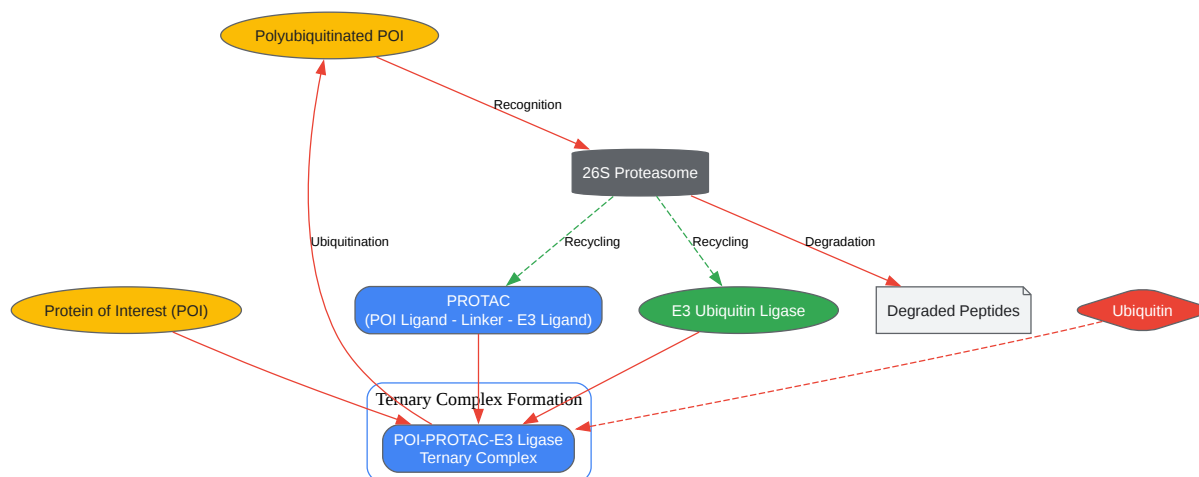 Polyubiquitinated POI
Recognition
26S Proteasome
Ubiquitination
Recycling
Recycling
Degradation
Protein of Interest (POI)
PROTAC
(POI Ligand - Linker - E3 Ligand)
E3 Ubiquitin Ligase
Degraded Peptides
Ubiquitin
Ternary Complex Formation
POI-PROTAC-E3 Ligase
Ternary Complex